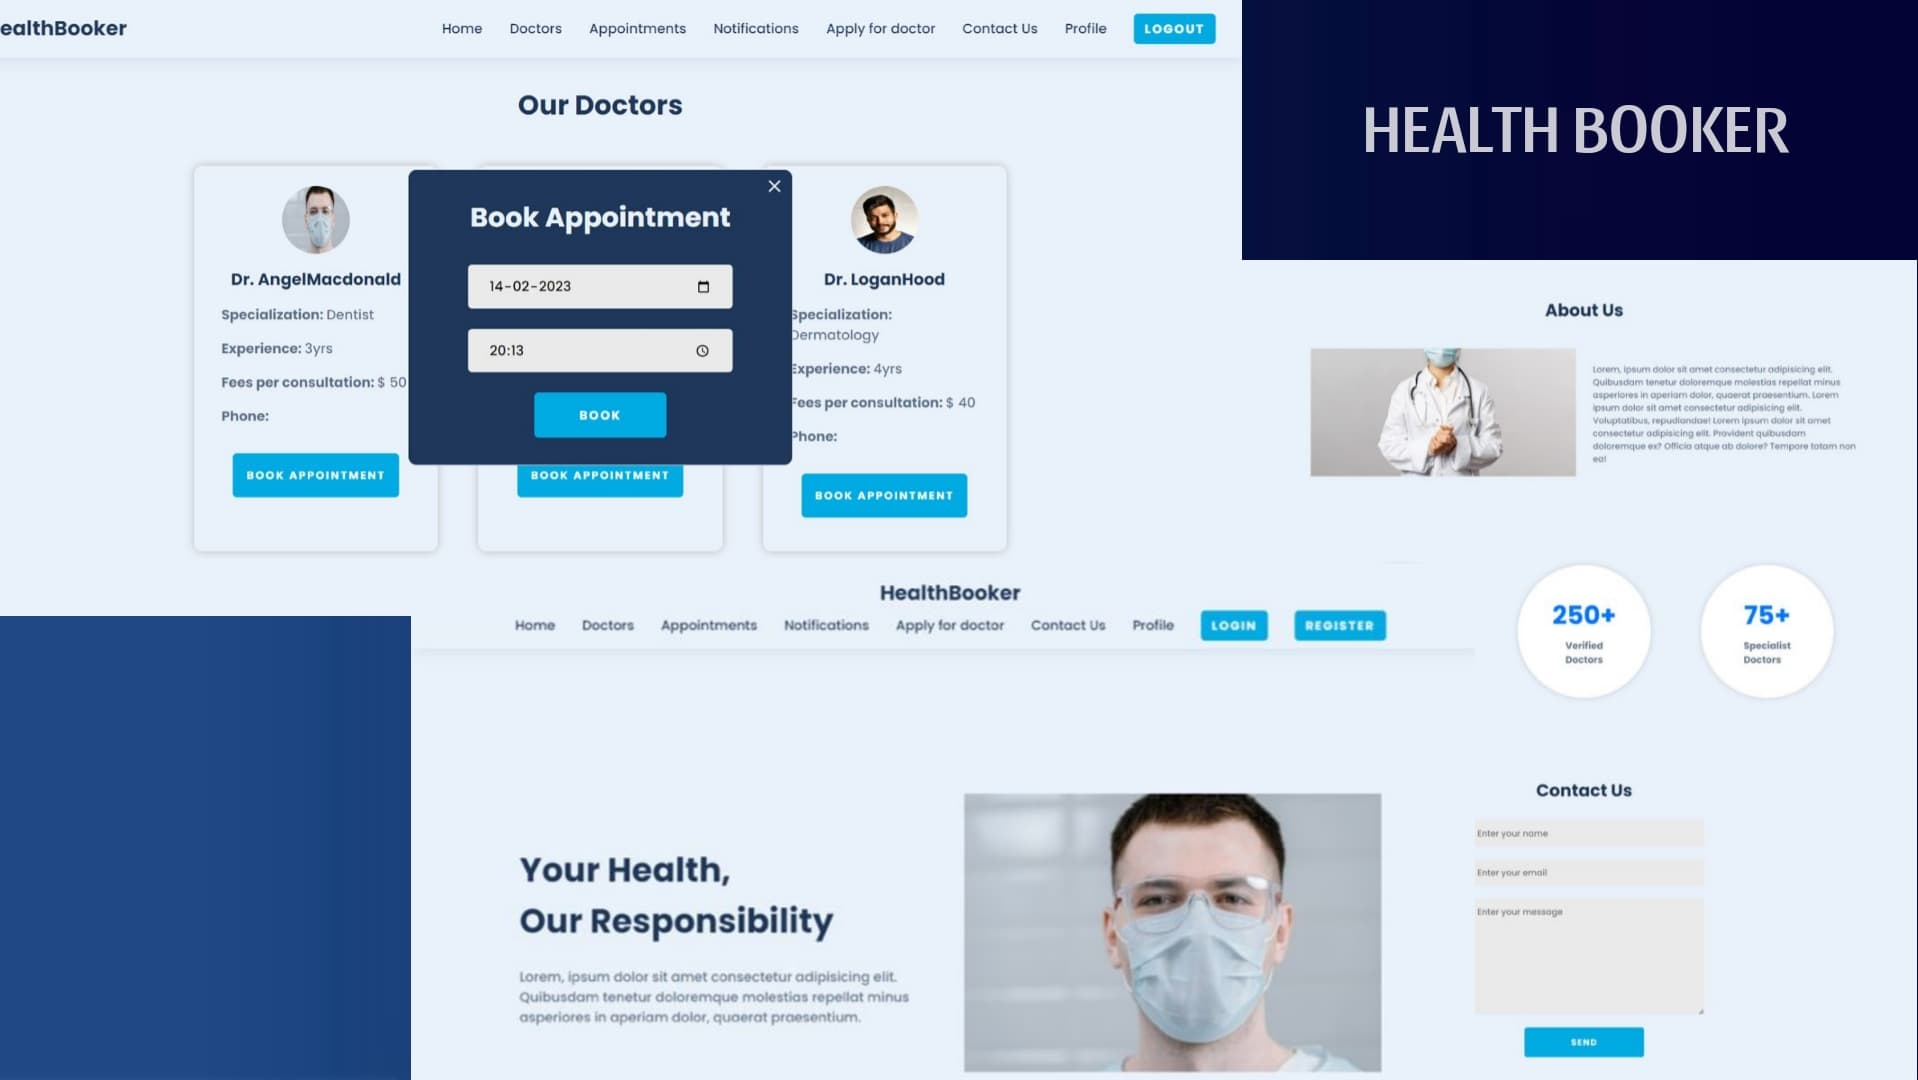 ealthBooker
Home Doctors Appointments Notifications Apply for doctor Contact Us Profile LOGOUT
Our Doctors
Dr. AngelMacdonald
Specialization: Dentist
Experience: 3yrs
Fees per consultation: $ 50
Phone:
BOOK APPOINTMENT
Book Appointment
14-02-2023
20:13
BOOK
BOOK APPOINTMENT
Dr. LoganHood
Specialization:
Dermatology
Experience: 4yrs
Fees per consultation: $ 40
Phone:
BOOK APPOINTMENT
HEALTH BOOKER
About Us
Lorem, ipsum dolor sit amet consectetur adipisicing elit.
Quibusdam tenetur doloremque molestias repellat minus
asperiores in aperiam dolor, quaerat praesentium. Lorem
ipsum dolor sit amet consectetur adipisicing elit.
Voluptatibus, repudiandae! Lorem ipsum dolor sit amet
consectetur adipisicing elit. Provident quibusdam
doloremque ex? Officia atque ab dolore? Tempore totam non
ea!
250+
Verified
Doctors
75+
Specialist
Doctors
HealthBooker
Home Doctors Appointments Notifications Apply for doctor Contact Us Profile LOGIN REGISTER
Your Health,
Our Responsibility
Lorem, ipsum dolor sit amet consectetur adipisicing elit.
Quibusdam tenetur doloremque molestias repellat minus
asperiores in aperiam dolor, quaerat praesentium.
Contact Us
Enter your name
Enter your email
Enter your message
SEND